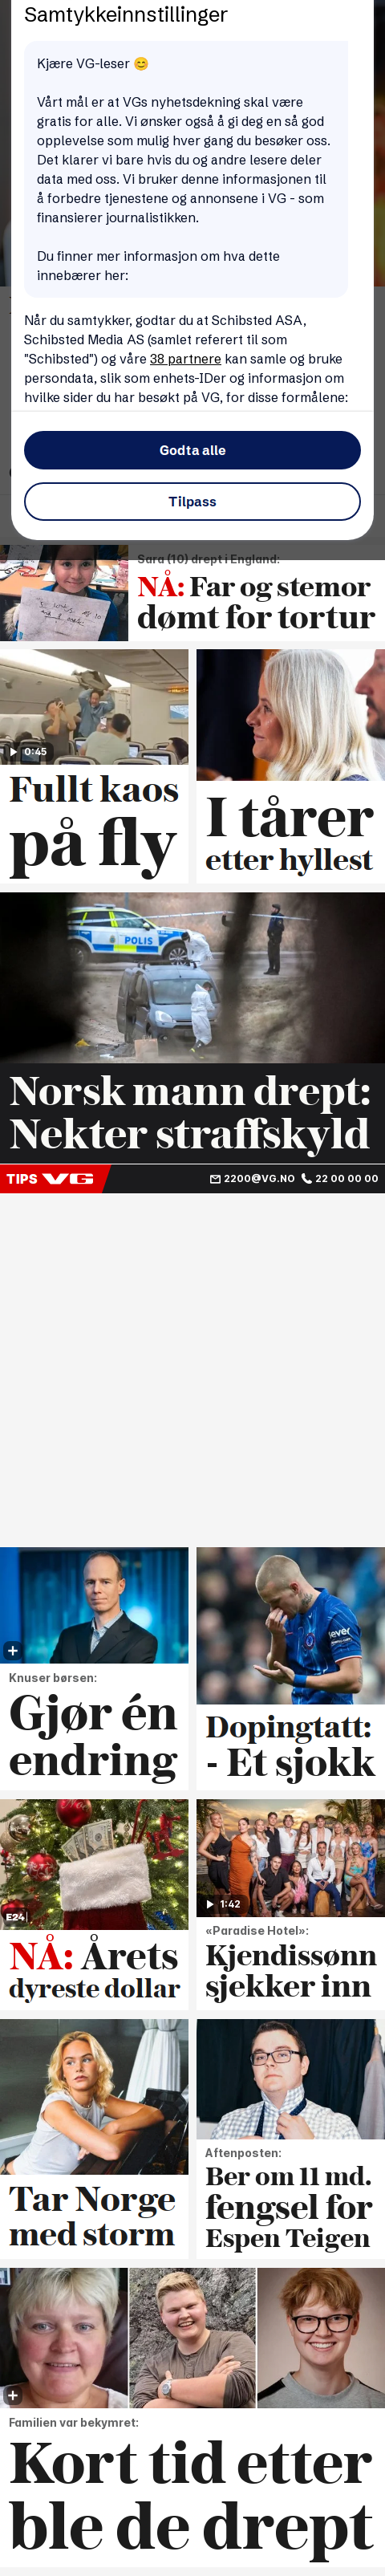 Samtykkeinnstillinger
Kjære VG-leser 😊
Vårt mål er at VGs nyhetsdekning skal være
gratis for alle. Vi ønsker også å gi deg en så god
opplevelse som mulig hver gang du besøker oss.
Det klarer vi bare hvis du og andre lesere deler
data med oss. Vi bruker denne informasjonen til
å forbedre tjenestene og annonsene i VG - som
finansierer journalistikken.
Du finner mer informasjon om hva dette
innebærer her:
Når du samtykker, godtar du at Schibsted ASA,
Schibsted Media AS (samlet referert til som
"Schibsted") og våre 38 partnere kan samle og bruke
persondata, slik som enhets-IDer og informasjon om
hvilke sider du har besøkt på VG, for disse formålene:
Godta alle
Tilpass
Sara (10) drept i England:
NÅ: Far og stemor
dømt for tortur
0:45
Fullt kaos
på fly
I tårer
etter hyllest
POLIS
Norsk mann drept:
Nekter straffskyld
TIPS VG
2200@VG.NO 22 00 00 00
Knuser børsen:
Gjør én
endring
Dopingtatt:
- Et sjokk
E24
NÅ: Årets
dyreste dollar
1:42
«Paradise Hotel»:
Kjendissønn
sjekker inn
Tar Norge
med storm
Aftenposten:
Ber om 11 md.
fengsel for
Espen Teigen
Familien var bekymret:
Kort tid etter
ble de drept